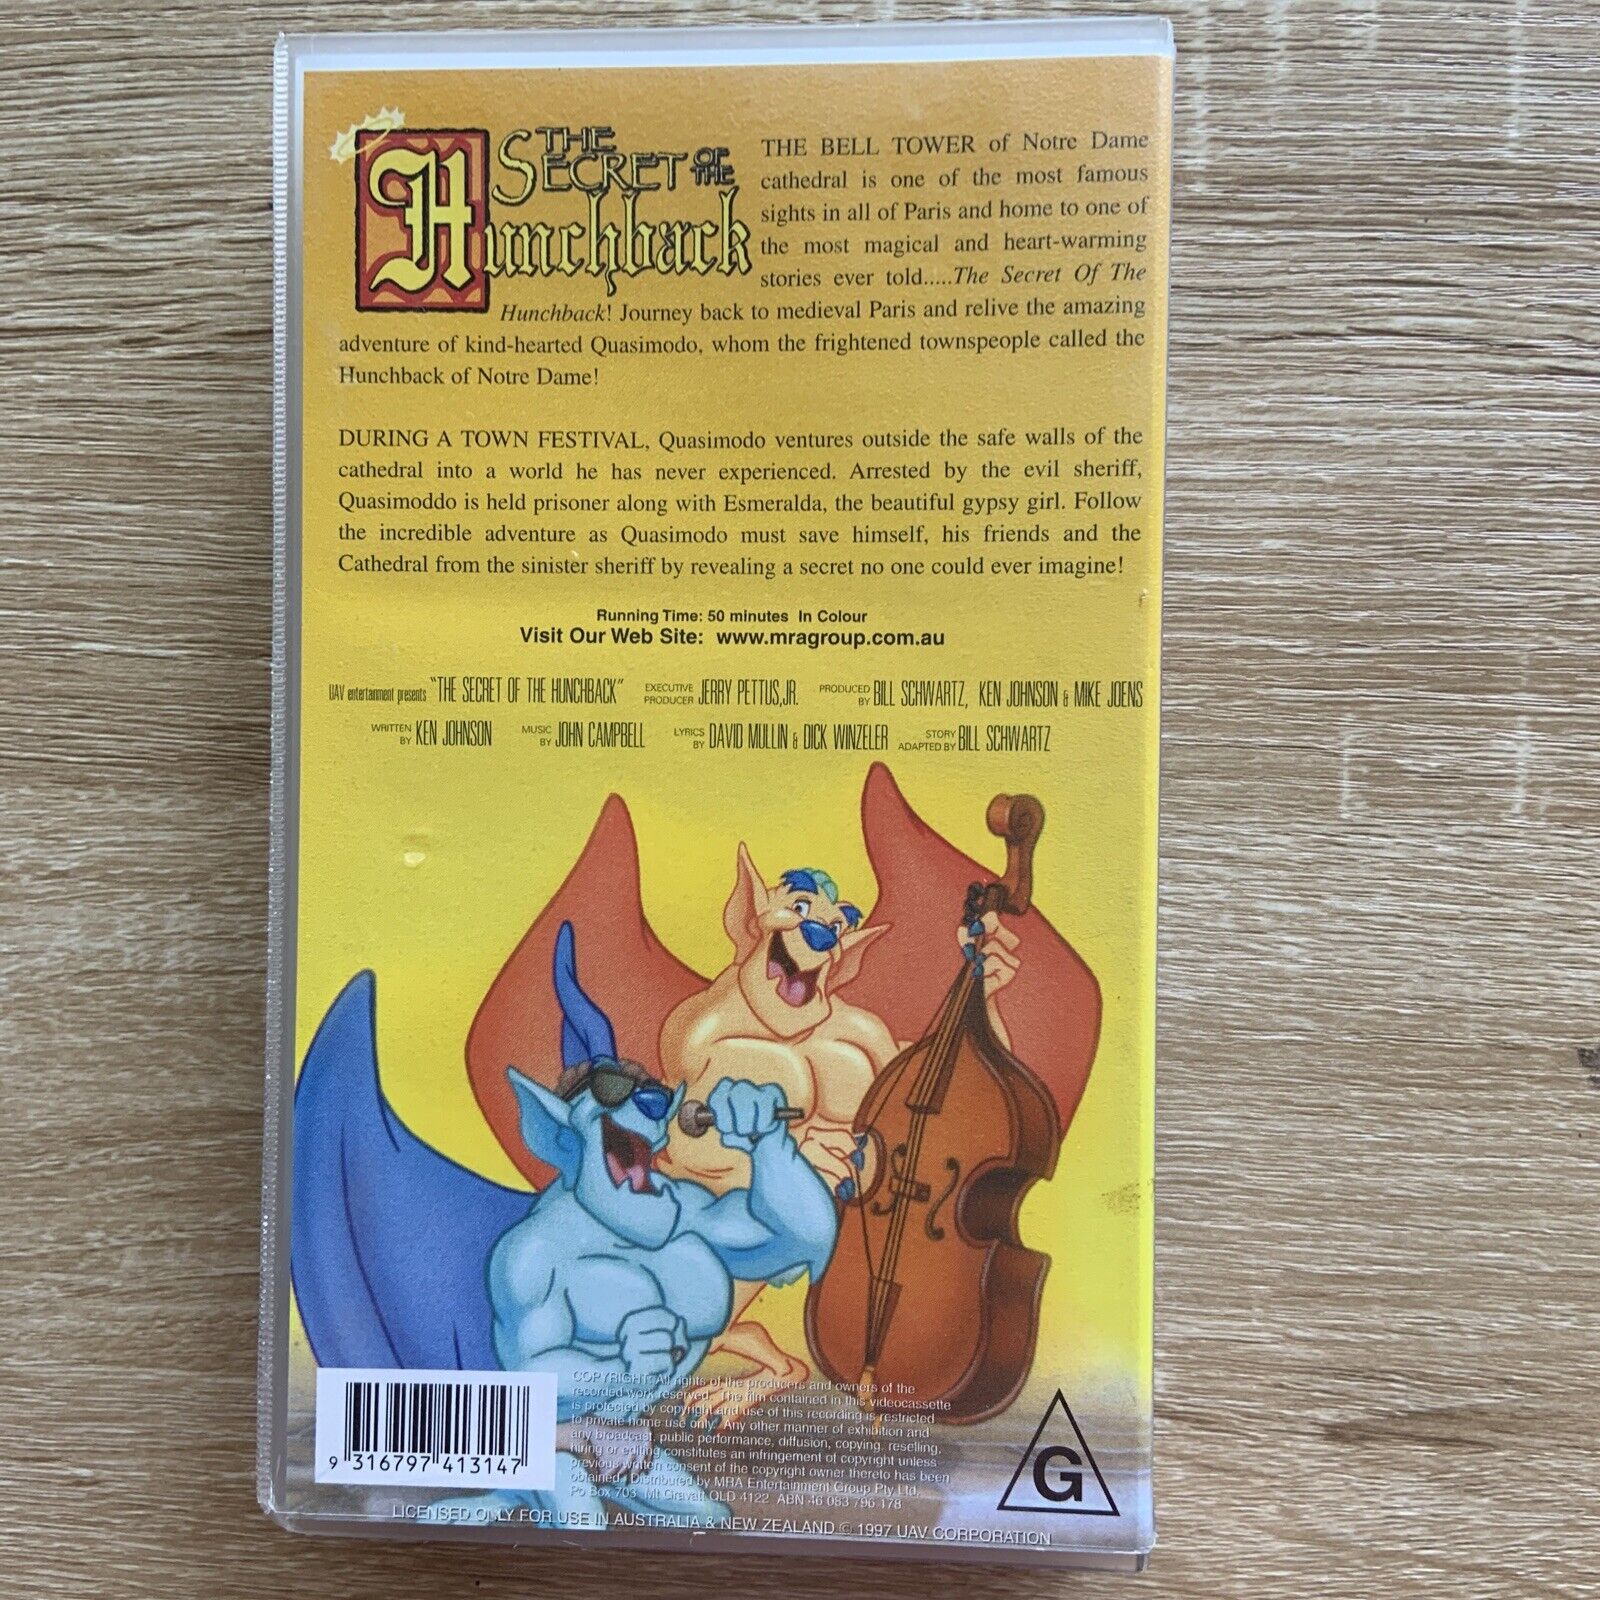 THE
SECRET OF THE
Hunchback
THE BELL TOWER of Notre Dame
cathedral is one of the most famous
sights in all of Paris and home to one of
the most magical and heart-warming
stories ever told.....The Secret Of The
Hunchback! Journey back to medieval Paris and relive the amazing
adventure of kind-hearted Quasimodo, whom the frightened townspeople called the
Hunchback of Notre Dame!
DURING A TOWN FESTIVAL, Quasimodo ventures outside the safe walls of the
cathedral into a world he has never experienced. Arrested by the evil sheriff,
Quasimoddo is held prisoner along with Esmeralda, the beautiful gypsy girl. Follow
the incredible adventure as Quasimodo must save himself, his friends and the
Cathedral from the sinister sheriff by revealing a secret no one could ever imagine!
Running Time: 50 minutes In Colour
Visit Our Web Site: www.mragroup.com.au
UAV entertainment presents "THE SECRET OF THE HUNCHBACK" EXECUTIVE PRODUCER JERRY PETTUS,JR. PRODUCED BY BILL SCHWARTZ, KEN JOHNSON & MIKE JOENS
WRITTEN BY KEN JOHNSON MUSIC BY JOHN CAMPBELL LYRICS BY DAVID MULLIN & DICK WINZELER STORY ADAPTED BY BILL SCHWARTZ
COPYRIGHT: All rights of the producers and owners of the
recorded work reserved. The film contained in this videocassette
is protected by copyright and use of this recording is restricted
to private home use only. Any other manner of exhibition and
any broadcast, public performance, diffusion, copying, reselling,
hiring or editing constitutes an infringement of copyright unless
previous written consent of the copyright owner thereto has been
obtained. Distributed by MRA Entertainment Group Pty Ltd,
Po Box 703 Mt Gravatt QLD 4122 ABN 46 083 796 178
9 316797 413147
G
LICENSED ONLY FOR USE IN AUSTRALIA & NEW ZEALAND © 1997 UAV CORPORATION